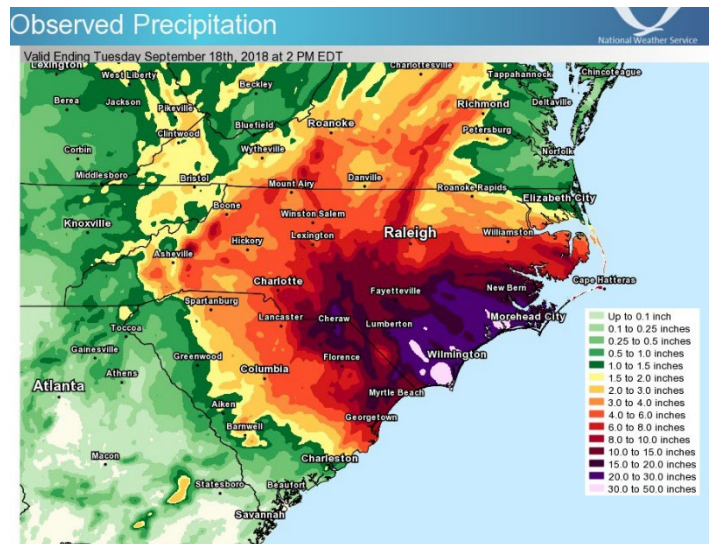 Observed Precipitation
National Weather Service
Valid Ending Tuesday September 18th, 2018 at 2 PM EDT
Lexington
West Liberty
Charlottesville
Tappahannock
Chincoteague
Beckley
Berea
Jackson
Pikeville
Richmond
Deltaville
Clintwood
Bluefield
Roanoke
Petersburg
Corbin
Wytheville
Norfolk
Middlesboro
Bristol
Mount Airy
Danville
Roanoke Rapids
Elizabeth City
Boone
Winston Salem
Knoxville
Hickory
Lexington
Raleigh
Williamston
Asheville
Charlotte
Fayetteville
New Bern
Cape Hatteras
Spartanburg
Lancaster
Cheraw
Lumberton
Morehead City
Toccoa
Gainesville
Greenwood
Florence
Wilmington
Athens
Columbia
Atlanta
Myrtle Beach
Aiken
Georgetown
Barnwell
Macon
Charleston
Statesboro
Beaufort
Savannah
Up to 0.1 inch
0.1 to 0.25 inches
0.25 to 0.5 inches
0.5 to 1.0 inches
1.0 to 1.5 inches
1.5 to 2.0 inches
2.0 to 3.0 inches
3.0 to 4.0 inches
4.0 to 6.0 inches
6.0 to 8.0 inches
8.0 to 10.0 inches
10.0 to 15.0 inches
15.0 to 20.0 inches
20.0 to 30.0 inches
30.0 to 50.0 inches